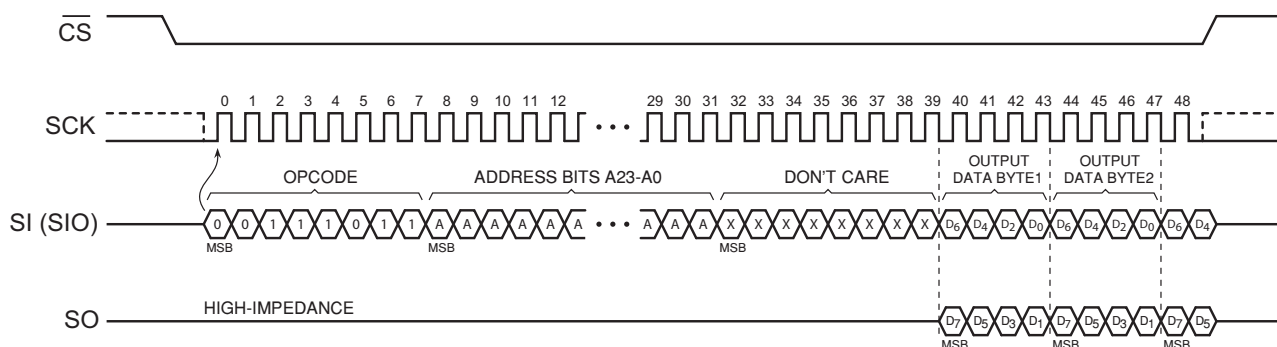 CS
SCK
0 1 2 3 4 5 6 7 8 9 10 11 12 29 30 31 32 33 34 35 36 37 38 39 40 41 42 43 44 45 46 47 48
OPCODE
ADDRESS BITS A23-A0
DON'T CARE
OUTPUT
DATA BYTE1
OUTPUT
DATA BYTE2
SI (SIO)
0 0 1 1 1 0 1 1 A A A A A A A A A X X X X X X X X D6 D4 D2 D0 D6 D4 D2 D0 D6 D4
MSB MSB MSB
HIGH-IMPEDANCE
SO
D7 D5 D3 D1 D7 D5 D3 D1 D7 D5
MSB MSB MSB